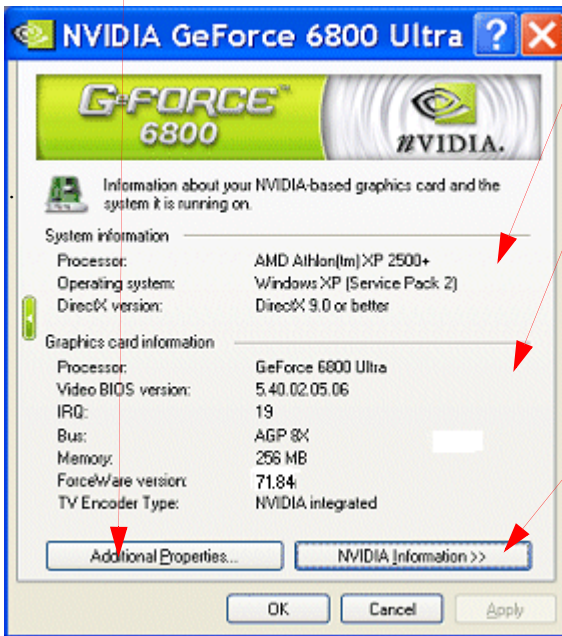 NVIDIA GeForce 6800 Ultra
G-FORCE™
6800
nVIDIA.
Information about your NVIDIA-based graphics card and the
system it is running on.
System information
Processor: AMD Athlon(tm) XP 2500+
Operating system: Windows XP (Service Pack 2)
DirectX version: DirectX 9.0 or better
Graphics card information
Processor: GeForce 6800 Ultra
Video BIOS version: 5.40.02.05.06
IRQ: 19
Bus: AGP 8X
Memory: 256 MB
ForceWare version: 71.84
TV Encoder Type: NVIDIA integrated
Additional Properties... NVIDIA Information >>
OK Cancel Apply